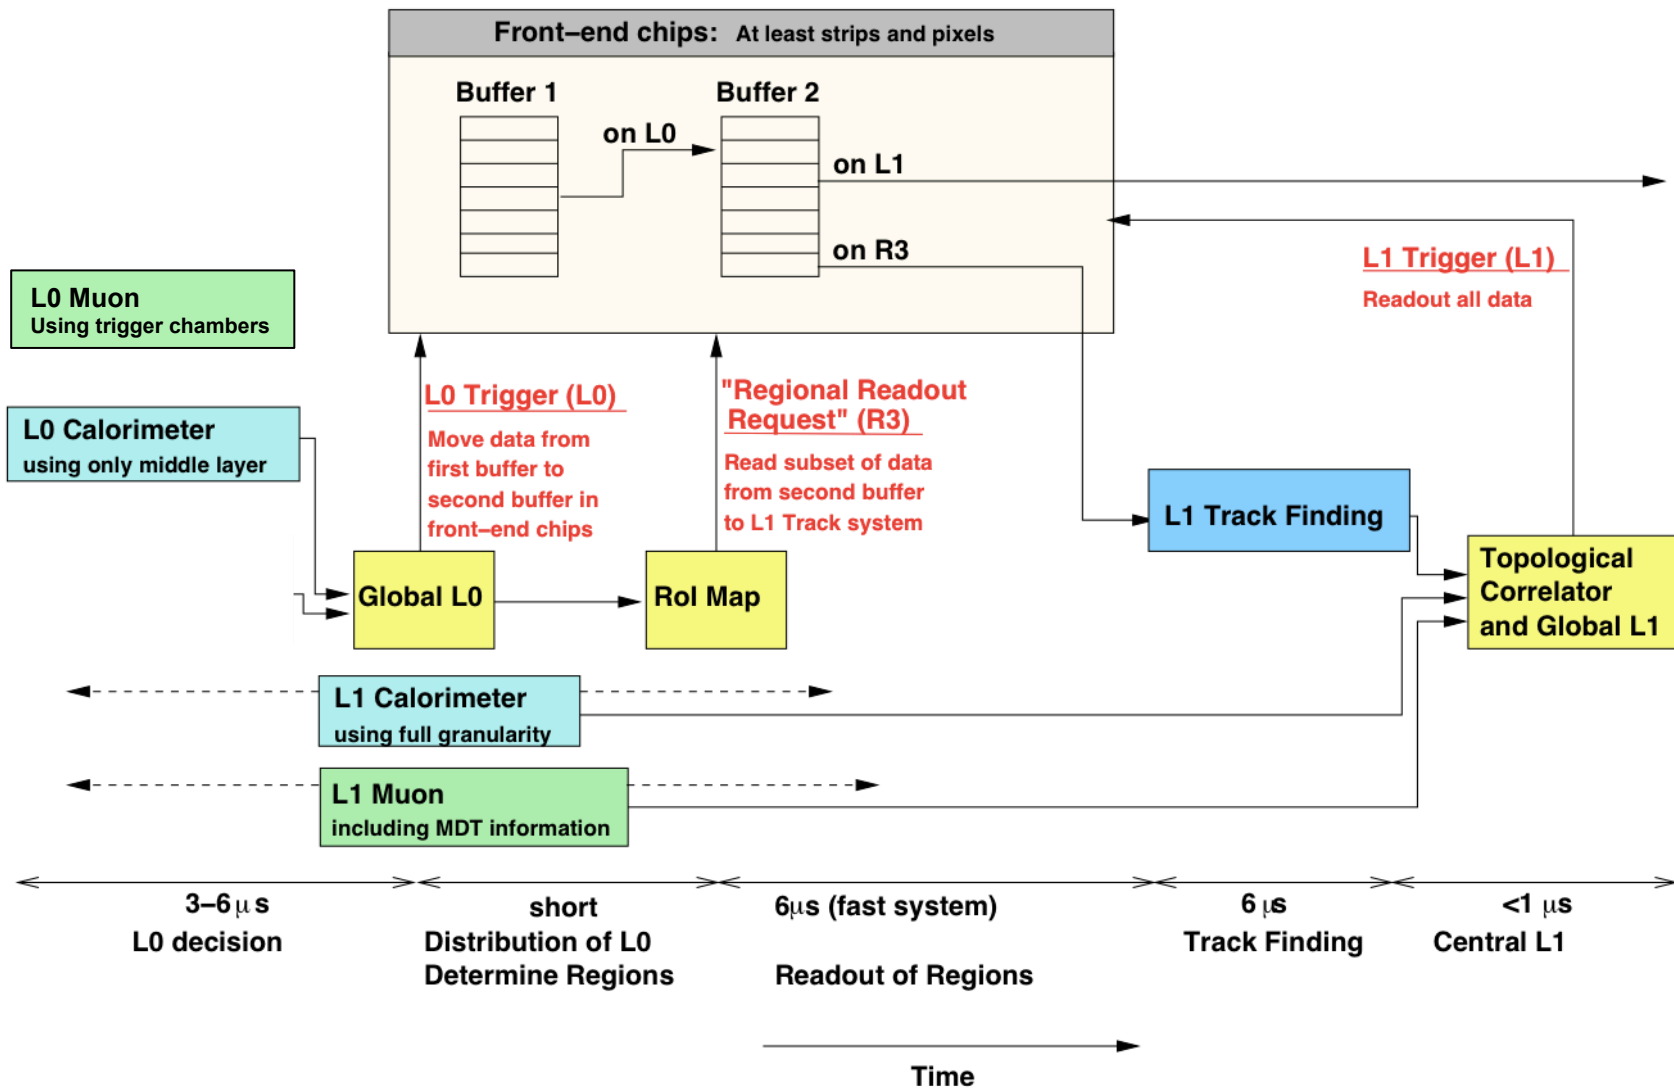 Front–end chips: At least strips and pixels
Buffer 1
Buffer 2
on L0
on L1
on R3
L1 Trigger (L1)
Readout all data
L0 Muon
Using trigger chambers
L0 Calorimeter
using only middle layer
L0 Trigger (L0)
Move data from
first buffer to
second buffer in
front–end chips
"Regional Readout
Request" (R3)
Read subset of data
from second buffer
to L1 Track system
L1 Track Finding
Global L0
RoI Map
Topological
Correlator
and Global L1
L1 Calorimeter
using full granularity
L1 Muon
including MDT information
3–6 μ s
L0 decision
short
Distribution of L0
Determine Regions
6μs (fast system)
Readout of Regions
6 μs
Track Finding
<1 μs
Central L1
Time